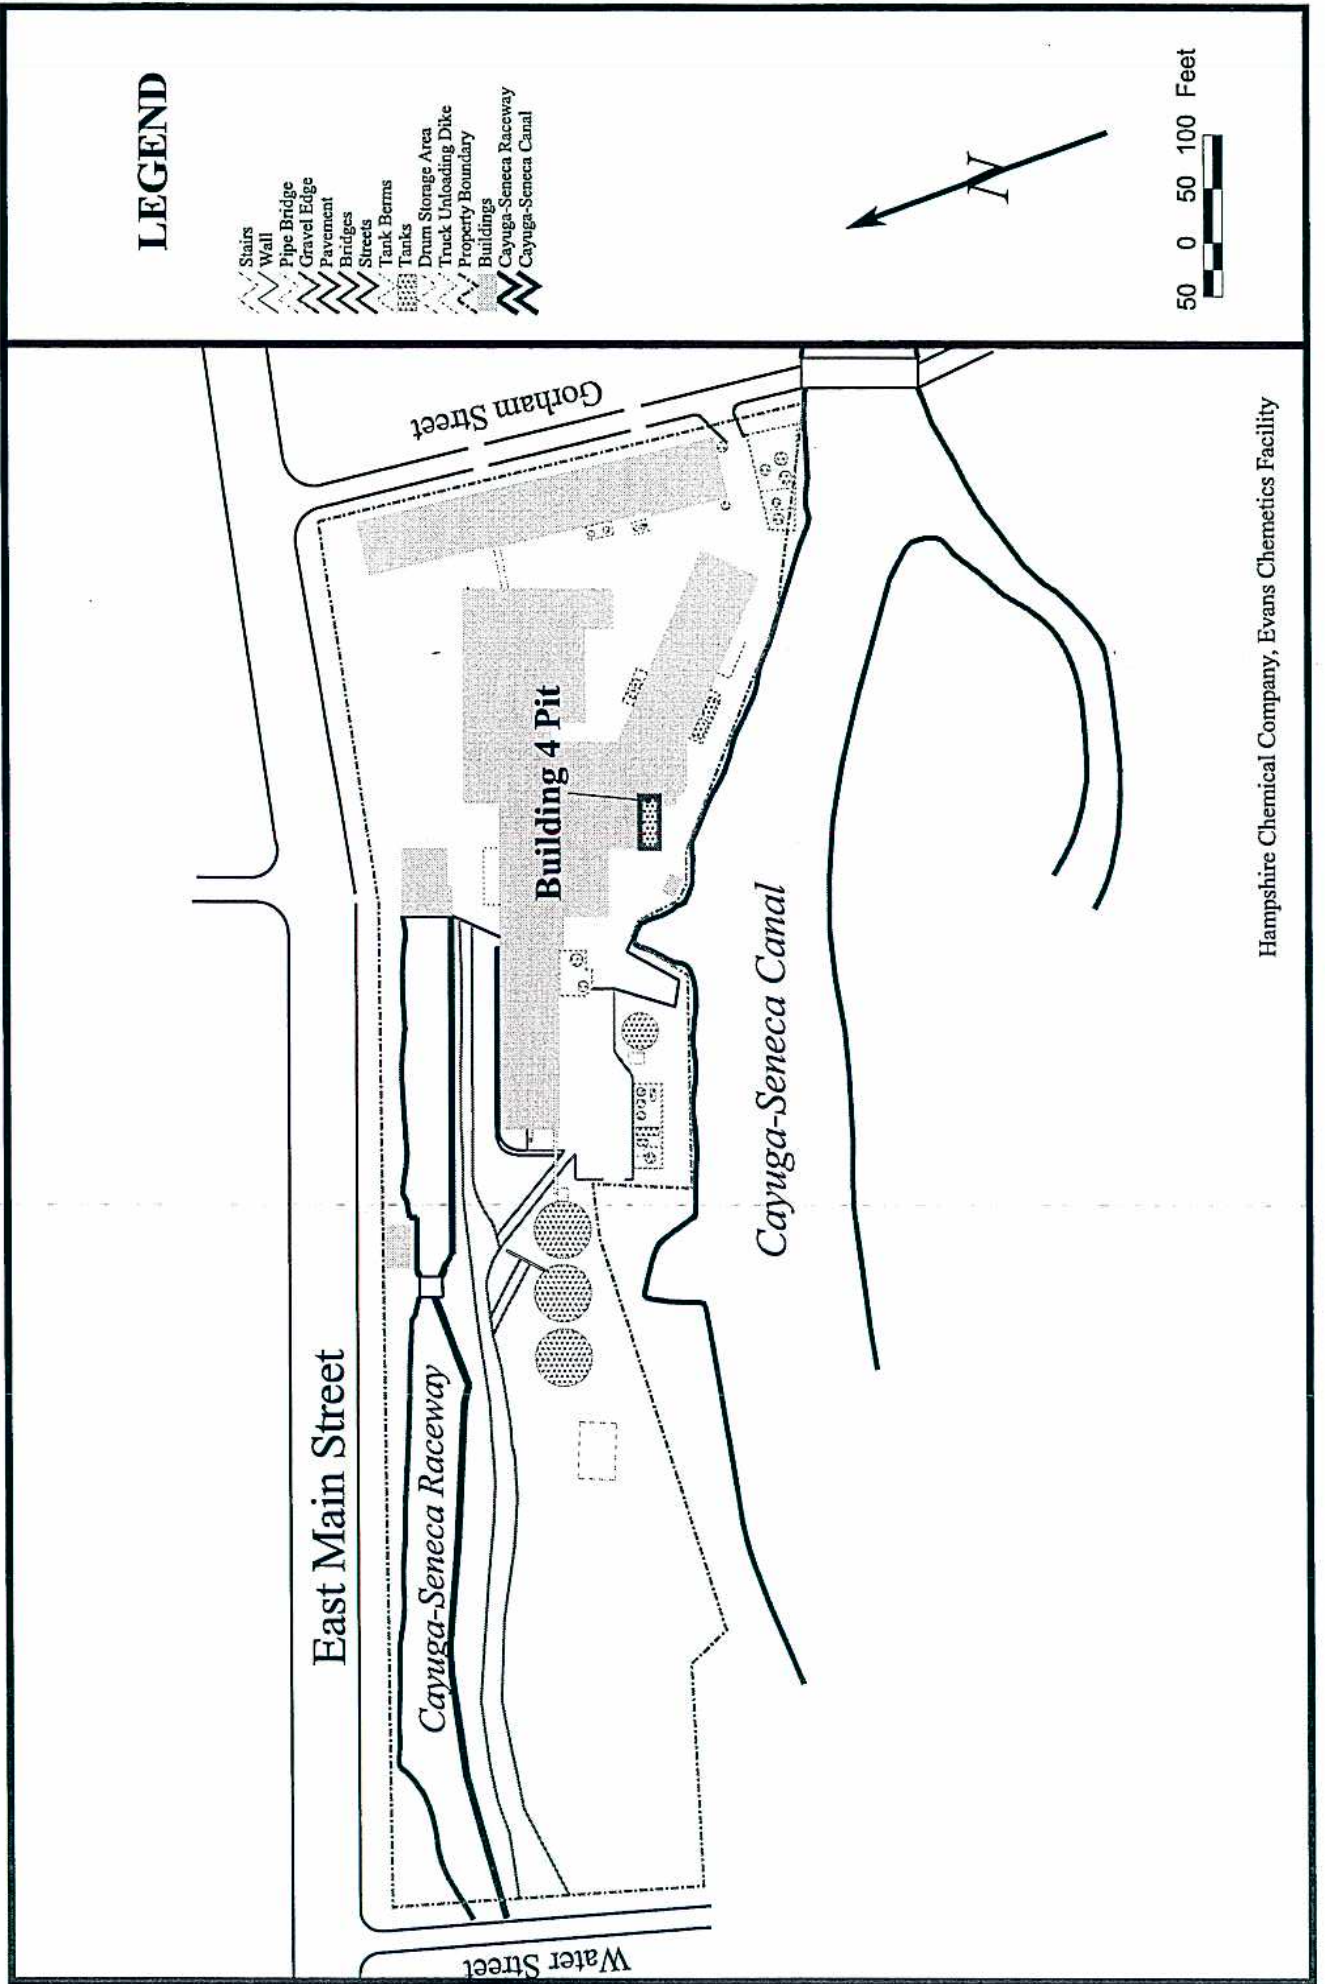 LEGEND
Stairs
Wall
Pipe Bridge
Gravel Edge
Pavement
Bridges
Streets
Tank Berms
Tanks
Drum Storage Area
Truck Unloading Dike
Property Boundary
Buildings
Cayuga-Seneca Raceway
Cayuga-Seneca Canal
N
50 0 50 100 Feet
Gorham Street
Building 4 Pit
East Main Street
Cayuga-Seneca Raceway
Cayuga-Seneca Canal
Water Street
Hampshire Chemical Company, Evans Chemetics Facility